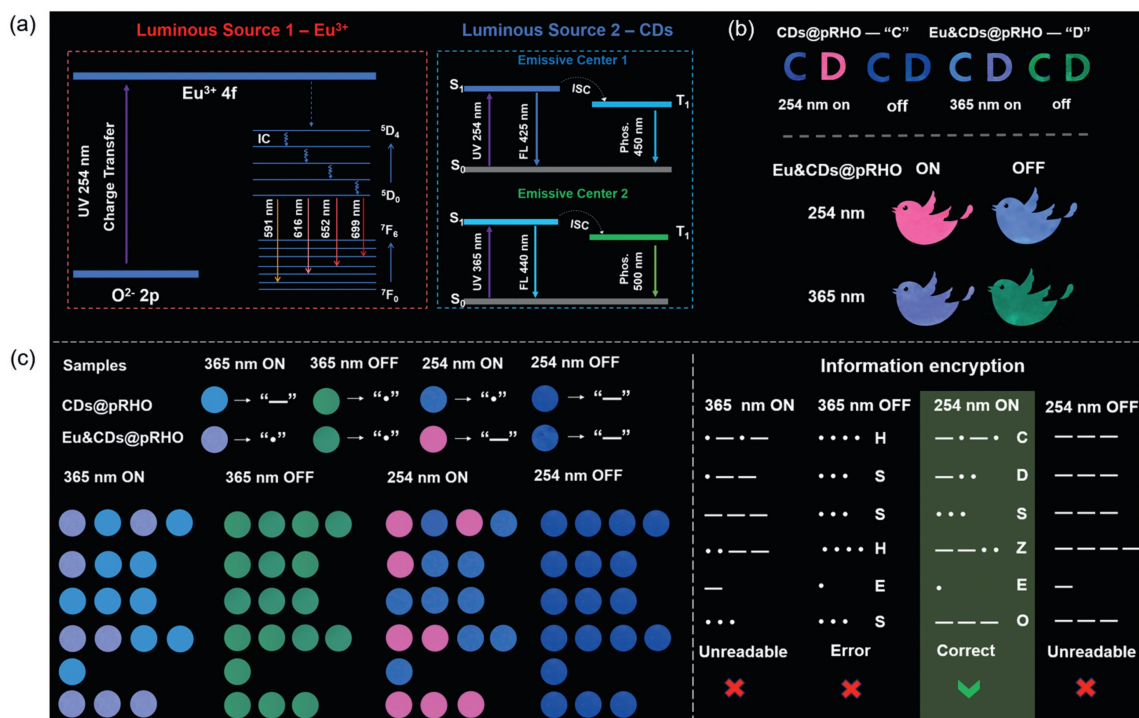 (a)
Luminous Source 1 – Eu³⁺
Eu³⁺ 4f
UV 254 nm
Charge Transfer
O²⁻ 2p
IC
⁵D₄
⁵D₀
591 nm
616 nm
652 nm
699 nm
⁷F₆
⁷F₀
Luminous Source 2 – CDs
Emissive Center 1
S₁
ISC
T₁
UV 254 nm
FL 425 nm
Phos.
450 nm
S₀
Emissive Center 2
S₁
ISC
T₁
UV 365 nm
FL 440 nm
Phos.
500 nm
S₀
(b)
CDs@pRHO — “C” Eu&CDs@pRHO — “D”
C D C D C D C D
254 nm on off 365 nm on off
Eu&CDs@pRHO ON OFF
254 nm
365 nm
(c)
Samples 365 nm ON 365 nm OFF 254 nm ON 254 nm OFF
CDs@pRHO → “—” → “•” → “•” → “—”
Eu&CDs@pRHO → “•” → “•” → “—” → “—”
365 nm ON 365 nm OFF 254 nm ON 254 nm OFF
Information encryption
365 nm ON 365 nm OFF 254 nm ON 254 nm OFF
• — • — • • • • H — • — • C — — —
• — — • • • S — • • D — — —
— — — • • • S • • • S — — —
• • — — • • • • H — — • • Z — — — —
— • E • E —
• • • • • • S — — — O — — —
Unreadable Error Correct Unreadable